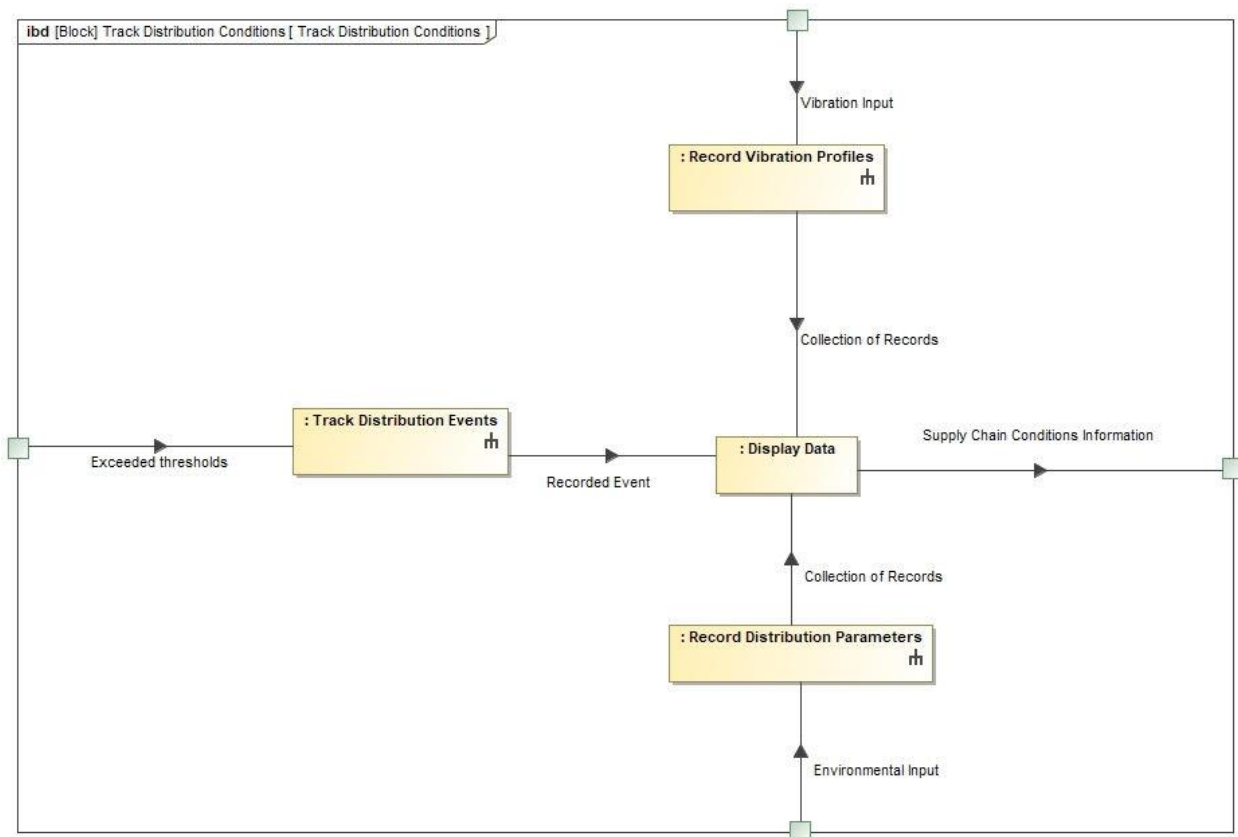 ibd [Block] Track Distribution Conditions [ Track Distribution Conditions ]
Vibration Input
: Record Vibration Profiles
Collection of Records
: Track Distribution Events
Exceeded thresholds
Recorded Event
: Display Data
Supply Chain Conditions Information
Collection of Records
: Record Distribution Parameters
Environmental Input